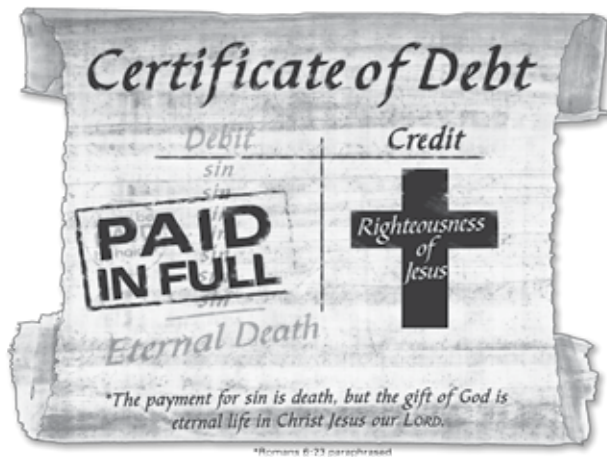 Certificate of Debt
Debit
Credit
sin
sin
sin
sin
PAID
IN FULL
Righteousness
of
Jesus
sin
Eternal Death
*The payment for sin is death, but the gift of God is
eternal life in Christ Jesus our LORD.
*Romans 6:23 paraphrased